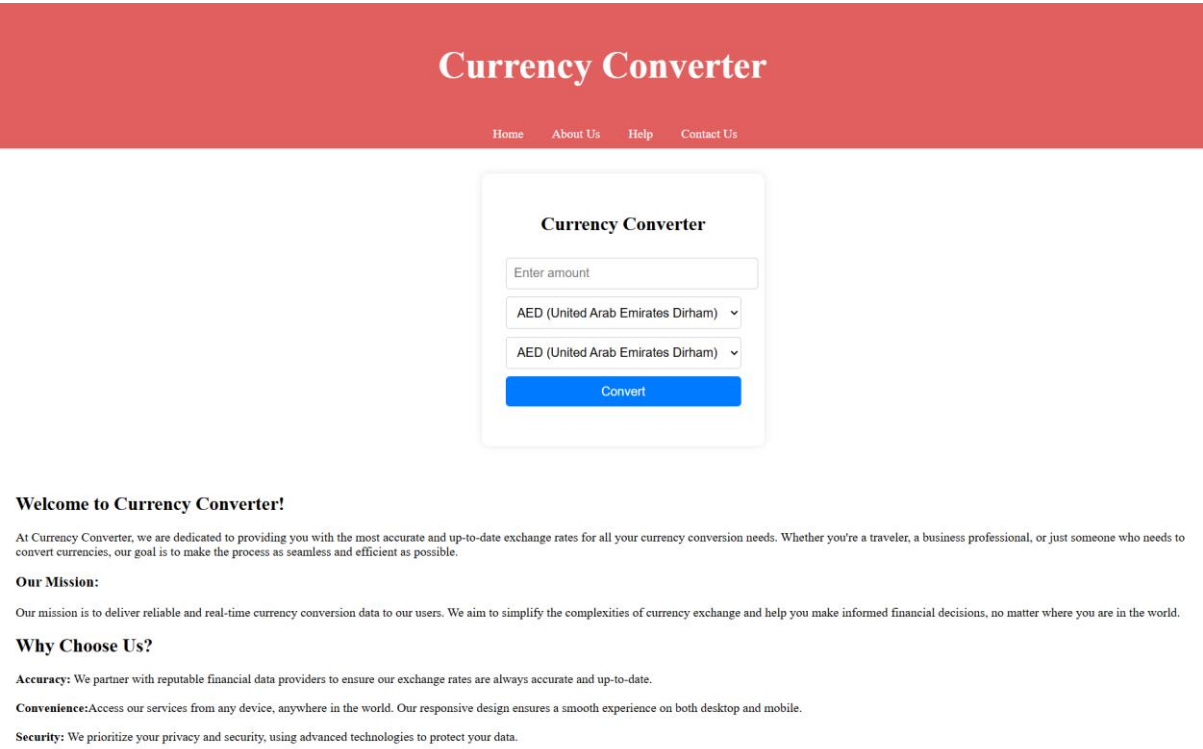 Currency Converter
Home About Us Help Contact Us
Currency Converter
Enter amount
AED (United Arab Emirates Dirham)
AED (United Arab Emirates Dirham)
Convert
Welcome to Currency Converter!
At Currency Converter, we are dedicated to providing you with the most accurate and up-to-date exchange rates for all your currency conversion needs. Whether you're a traveler, a business professional, or just someone who needs to
convert currencies, our goal is to make the process as seamless and efficient as possible.
Our Mission:
Our mission is to deliver reliable and real-time currency conversion data to our users. We aim to simplify the complexities of currency exchange and help you make informed financial decisions, no matter where you are in the world.
Why Choose Us?
Accuracy: We partner with reputable financial data providers to ensure our exchange rates are always accurate and up-to-date.
Convenience:Access our services from any device, anywhere in the world. Our responsive design ensures a smooth experience on both desktop and mobile.
Security: We prioritize your privacy and security, using advanced technologies to protect your data.